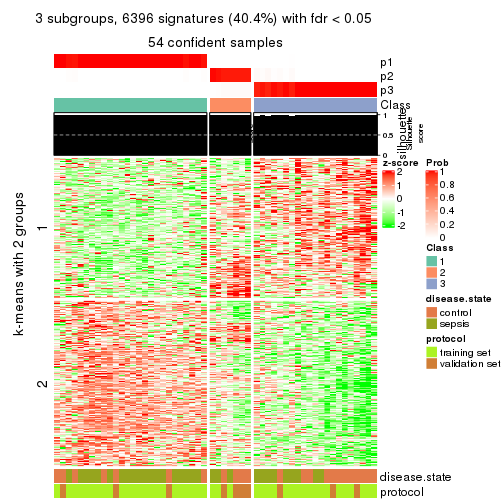 3 subgroups, 6396 signatures (40.4%) with fdr < 0.05
54 confident samples
p1
p2
p3
Class
1
0.5
0
silhouette
Silhouette
score
k-means with 2 groups
1
2
z-score
2
1
0
-1
-2
Prob
1
0.8
0.6
0.4
0.2
0
Class
1
2
3
disease.state
control
sepsis
protocol
training set
validation set
disease.state
protocol